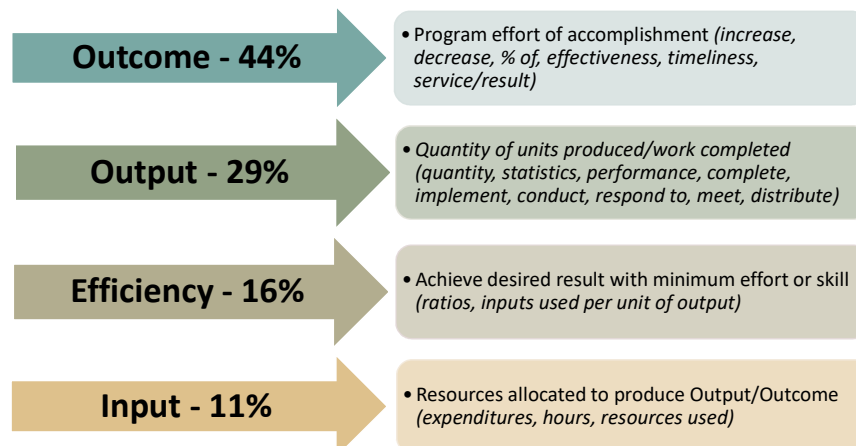 Outcome - 44%
• Program effort of accomplishment (increase,
decrease, % of, effectiveness, timeliness,
service/result)
Output - 29%
• Quantity of units produced/work completed
(quantity, statistics, performance, complete,
implement, conduct, respond to, meet, distribute)
Efficiency - 16%
• Achieve desired result with minimum effort or skill
(ratios, inputs used per unit of output)
Input - 11%
• Resources allocated to produce Output/Outcome
(expenditures, hours, resources used)